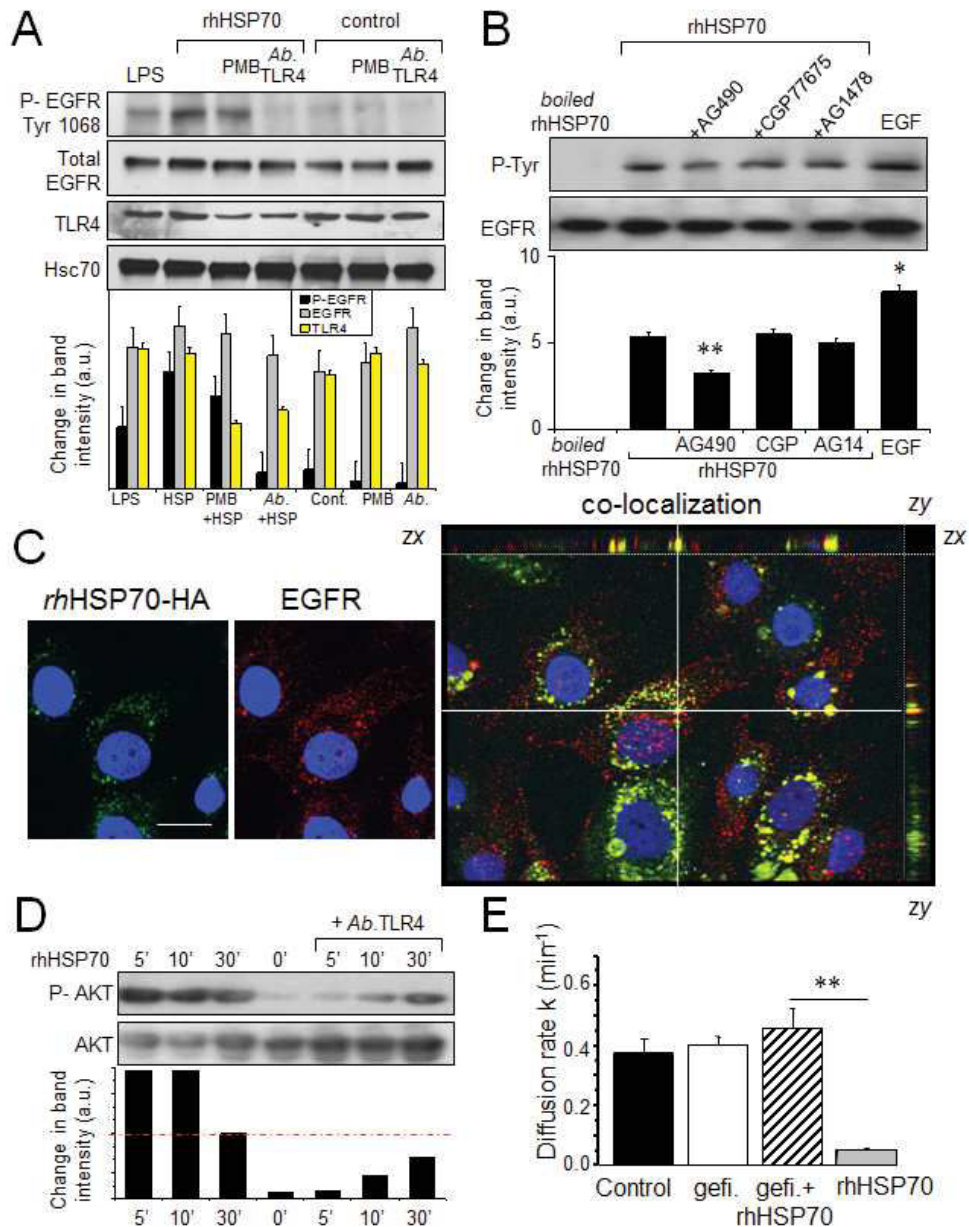 A
rhHSP70
control
LPS
PMB
Ab.
TLR4
PMB
Ab.
TLR4
P- EGFR
Tyr 1068
Total
EGFR
TLR4
Hsc70
P-EGFR
EGFR
TLR4
Change in band
intensity (a.u.)
LPS
HSP
PMB
+HSP
Ab.
+HSP
Cont.
PMB
Ab.
B
rhHSP70
boiled
rhHSP70
+AG490
+CGP77675
+AG1478
EGF
P-Tyr
EGFR
Change in band
intensity (a.u.)
10
5
0
**
*
boiled
rhHSP70
AG490
CGP
AG14
EGF
rhHSP70
C
rhHSP70-HA
EGFR
co-localization
zx
zy
zx
zy
D
+ Ab.TLR4
rhHSP70
5' 10' 30' 0' 5' 10' 30'
P- AKT
AKT
Change in band
intensity (a.u.)
5' 10' 30' 0' 5' 10' 30'
E
Diffusion rate k (min-1)
0.6
0.4
0.2
0.0
**
Control
gefi.
gefi.+
rhHSP70
rhHSP70